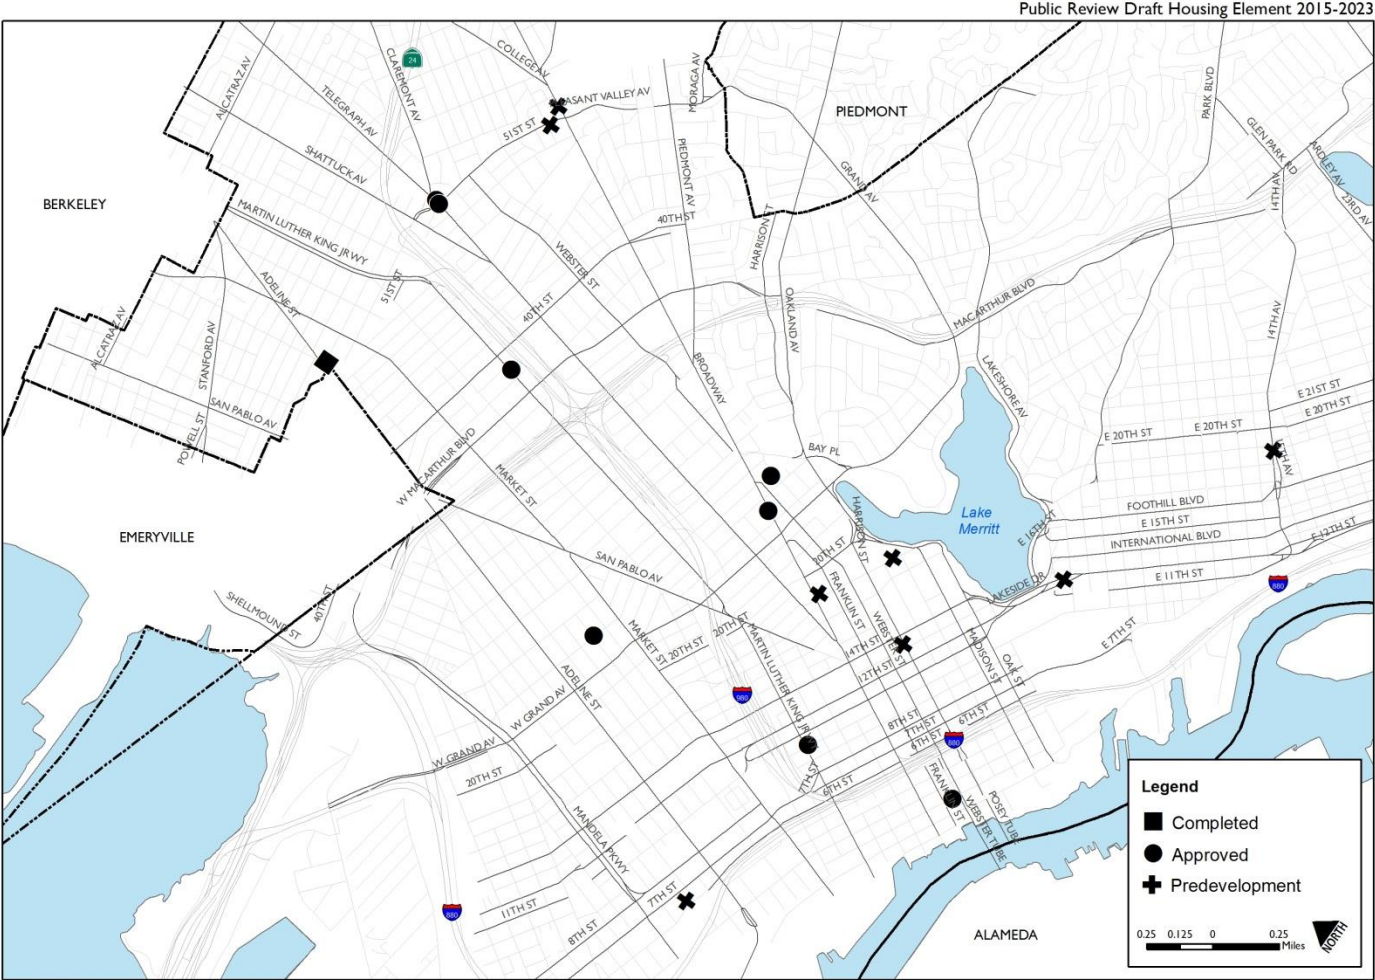 Public Review Draft Housing Element 2015-2023
24
COLLEGE AV
CLAREMONT AV
ALCATRAZ AV
TELEGRAPH AV
MORAGA AV
PARK BLVD
ASANT VALLEY AV
PIEDMONT
51ST ST
GLEN PARK RD
ARDLEY AV
SHATTUCK AV
PIEDMONT AV
GRAND AV
14TH AV
23RD AV
BERKELEY
MARTIN LUTHER KING JR WY
40TH ST
HARRISON ST
WEBSTER ST
51ST ST
ADELINE ST
40TH ST
OAKLAND AV
MACARTHUR BLVD
ALCATRAZ AV
STANFORD AV
14TH AV
BROADWAY
LAKESHORE AV
SAN PABLO AV
POWELL ST
E 21ST ST
E 20TH ST
E 20TH ST
E 20TH ST
BAY PL
14TH AV
W MACARTHUR BLVD
MARKET ST
FOOTHILL BLVD
E 15TH ST
INTERNATIONAL BLVD
E 12TH ST
E 16TH ST
HARRISON ST
Lake
Merritt
EMERYVILLE
20TH ST
SAN PABLO AV
E 11TH ST
880
LAKESIDE DR
SHELLMOUND ST
40TH ST
FRANKLIN ST
WEBSTER ST
MARKET ST
20TH ST
20TH ST
MARTIN LUTHER KING JR
14TH ST
12TH ST
MADISON ST
OAK ST
E 7TH ST
ADELINE ST
980
W GRAND AV
W GRAND AV
20TH ST
8TH ST
7TH ST
6TH ST
6TH ST
880
7TH ST
6TH ST
FRANKLIN ST
WEBSTER TUBE
POSEY TUBE
MANDELA PKWY
7TH ST
11TH ST
8TH ST
880
ALAMEDA
Legend
Completed
Approved
Predevelopment
0.25 0.125 0 0.25
Miles
NORTH